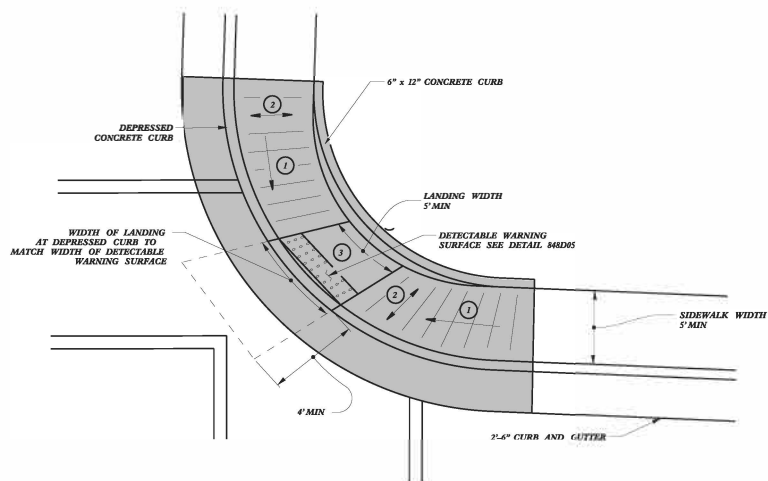 6" x 12" CONCRETE CURB
2
DEPRESSED
CONCRETE CURB
1
LANDING WIDTH
5' MIN
WIDTH OF LANDING
AT DEPRESSED CURB TO
MATCH WIDTH OF DETECTABLE
WARNING SURFACE
DETECTABLE WARNING
SURFACE SEE DETAIL 848D05
3
2
1
SIDEWALK WIDTH
5' MIN
4' MIN
2'-6" CURB AND GUTTER